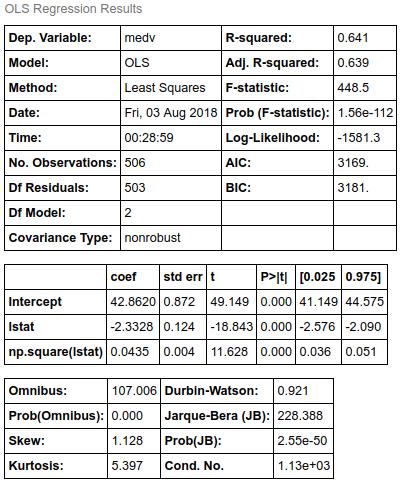 OLS Regression Results
Dep. Variable: medv R-squared: 0.641
Model: OLS Adj. R-squared: 0.639
Method: Least Squares F-statistic: 448.5
Date: Fri, 03 Aug 2018 Prob (F-statistic): 1.56e-112
Time: 00:28:59 Log-Likelihood: -1581.3
No. Observations: 506 AIC: 3169.
Df Residuals: 503 BIC: 3181.
Df Model: 2
Covariance Type: nonrobust
coef std err t P>|t| [0.025 0.975]
Intercept 42.8620 0.872 49.149 0.000 41.149 44.575
lstat -2.3328 0.124 -18.843 0.000 -2.576 -2.090
np.square(lstat) 0.0435 0.004 11.628 0.000 0.036 0.051
Omnibus: 107.006 Durbin-Watson: 0.921
Prob(Omnibus): 0.000 Jarque-Bera (JB): 228.388
Skew: 1.128 Prob(JB): 2.55e-50
Kurtosis: 5.397 Cond. No. 1.13e+03